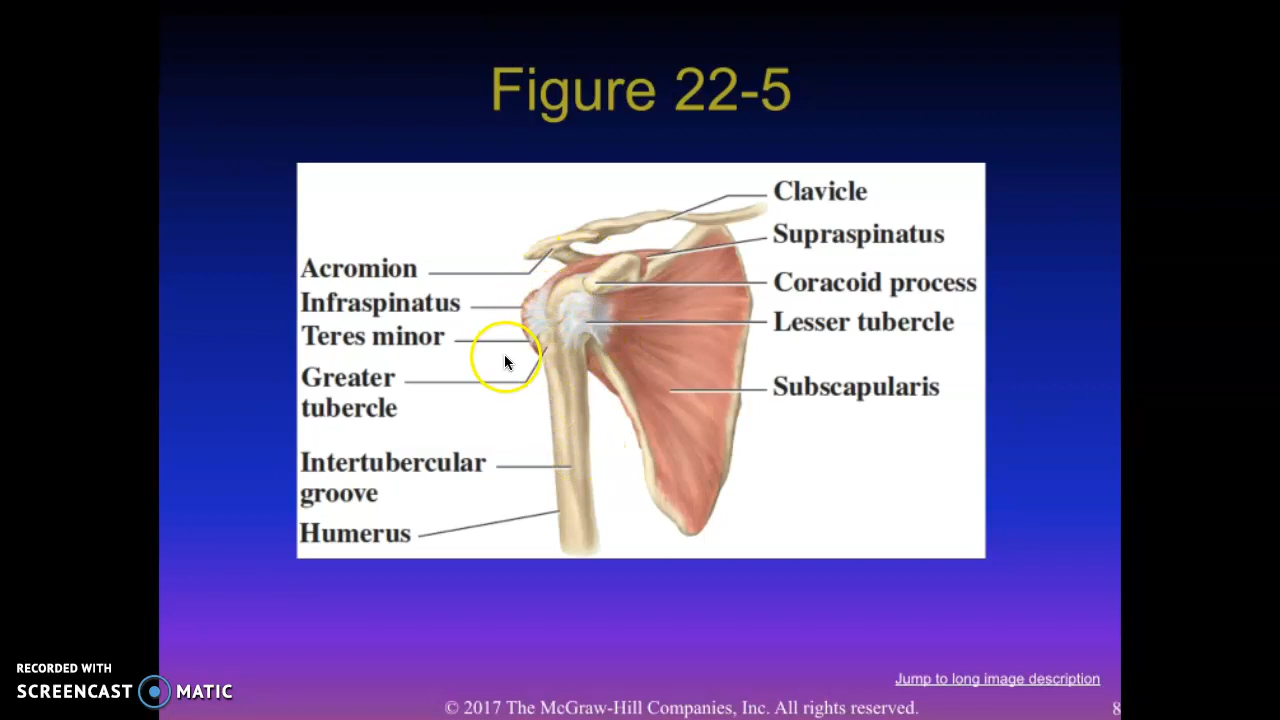 Figure 22-5
Clavicle
Supraspinatus
Acromion
Coracoid process
Infraspinatus
Lesser tubercle
Teres minor
Greater
tubercle
Subscapularis
Intertubercular
groove
Humerus
RECORDED WITH
SCREENCAST MATIC
Jump to long image description
© 2017 The McGraw-Hill Companies, Inc. All rights reserved.
8